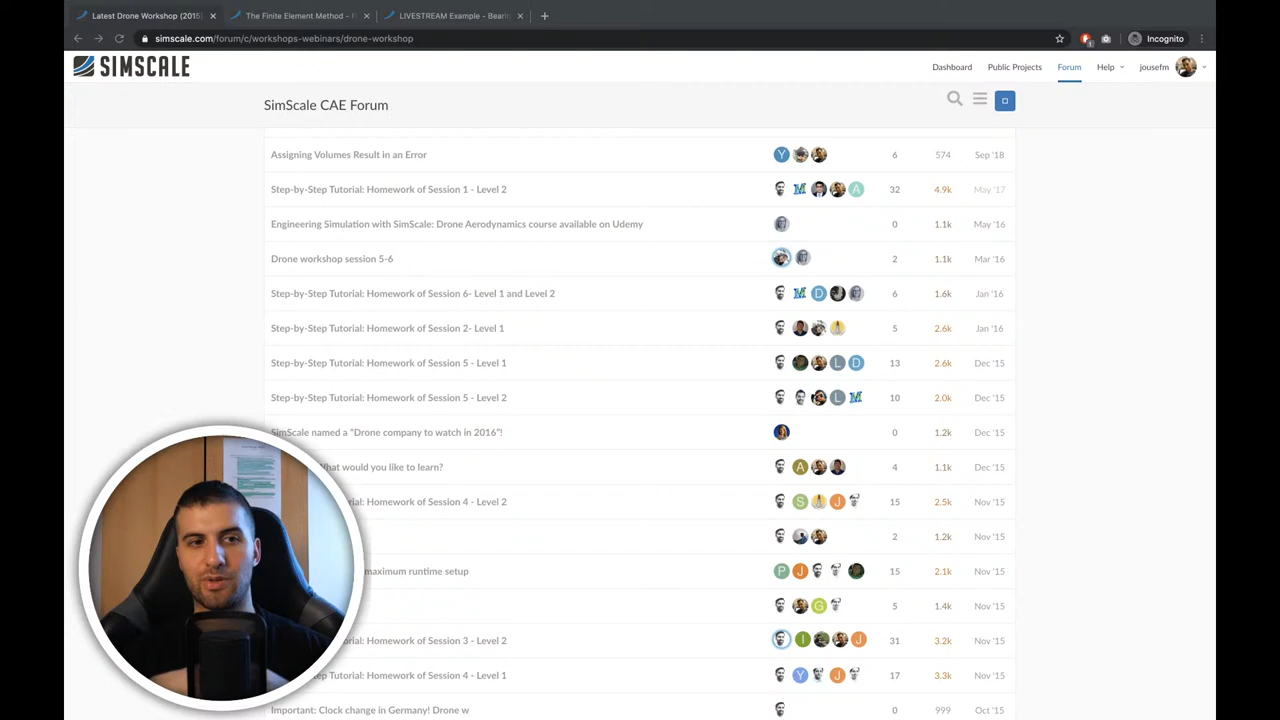 Latest Drone Workshop (2015)
The Finite Element Method - F
LIVESTREAM Example - Bearin
simscale.com/forum/c/workshops-webinars/drone-workshop
Incognito
SIMSCALE
Dashboard Public Projects Forum Help jousefm
SimScale CAE Forum
Assigning Volumes Result in an Error Y 6 574 Sep '18
Step-by-Step Tutorial: Homework of Session 1 - Level 2 A 32 4.9k May '17
Engineering Simulation with SimScale: Drone Aerodynamics course available on Udemy 0 1.1k May '16
Drone workshop session 5-6 2 1.1k Mar '16
Step-by-Step Tutorial: Homework of Session 6- Level 1 and Level 2 D 6 1.6k Jan '16
Step-by-Step Tutorial: Homework of Session 2- Level 1 5 2.6k Jan '16
Step-by-Step Tutorial: Homework of Session 5 - Level 1 L D 13 2.6k Dec '15
Step-by-Step Tutorial: Homework of Session 5 - Level 2 L 10 2.0k Dec '15
SimScale named a "Drone company to watch in 2016"! 0 1.2k Dec '15
What would you like to learn? A 4 1.1k Dec '15
rial: Homework of Session 4 - Level 2 S J 15 2.5k Nov '15
2 1.2k Nov '15
maximum runtime setup P J 15 2.1k Nov '15
G 5 1.4k Nov '15
rial: Homework of Session 3 - Level 2 I J 31 3.2k Nov '15
ep Tutorial: Homework of Session 4 - Level 1 Y J 17 3.3k Nov '15
Important: Clock change in Germany! Drone w 0 999 Oct '15